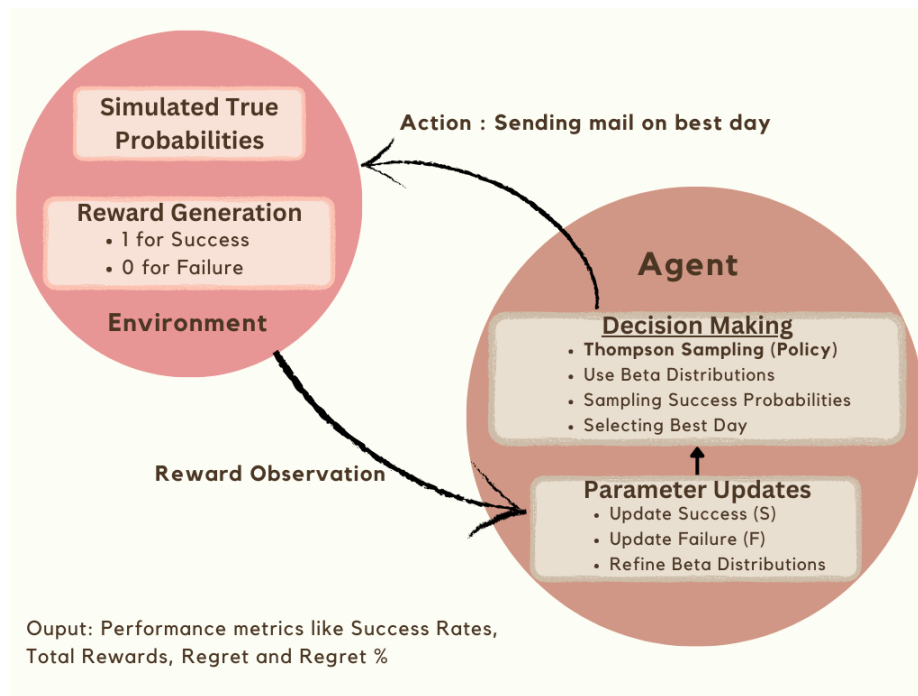 Simulated True
Probabilities
Reward Generation
• 1 for Success
• 0 for Failure
Environment
Action : Sending mail on best day
Agent
Decision Making
• Thompson Sampling (Policy)
• Use Beta Distributions
• Sampling Success Probabilities
• Selecting Best Day
Reward Observation
Parameter Updates
• Update Success (S)
• Update Failure (F)
• Refine Beta Distributions
Ouput: Performance metrics like Success Rates,
Total Rewards, Regret and Regret %